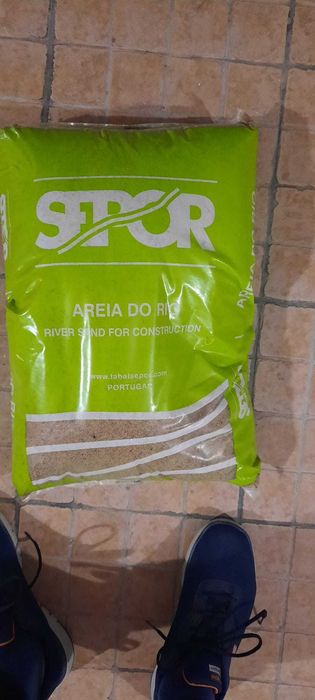 SEPOR
AREIA DO RIO
RIVER SAND FOR CONSTRUCTION
PORTUGAL